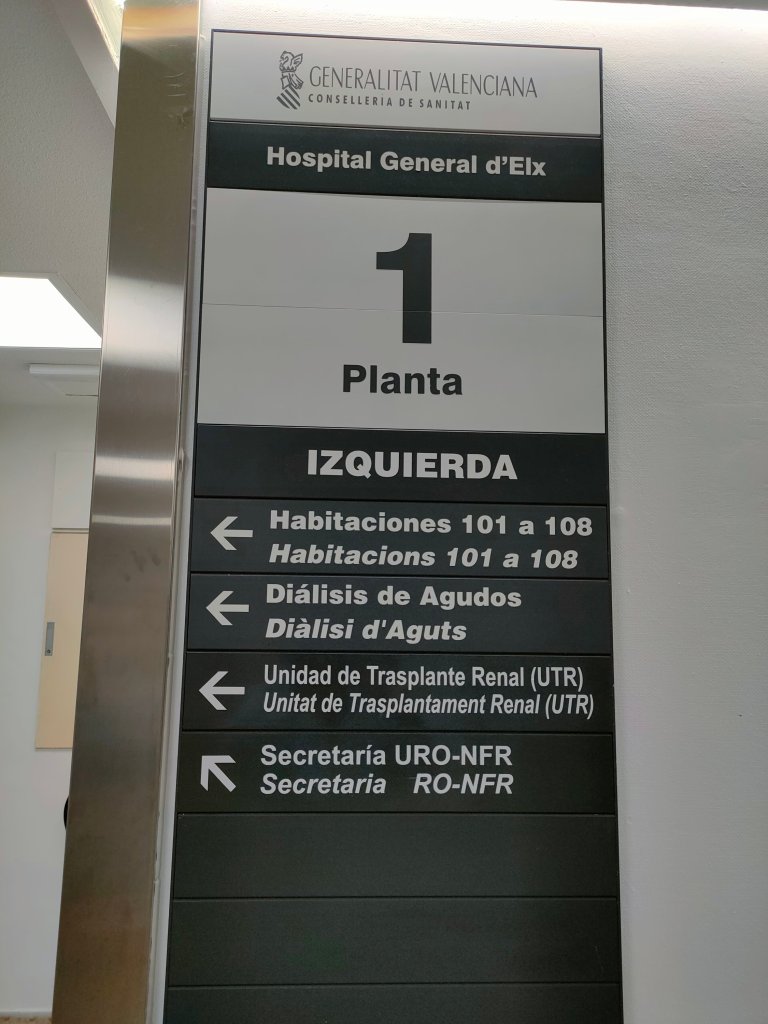 GENERALITAT VALENCIANA
CONSELLERIA DE SANITAT
Hospital General d'Elx
1
Planta
IZQUIERDA
Habitaciones 101 a 108
Habitacions 101 a 108
Diálisis de Agudos
Diàlisi d'Aguts
Unidad de Trasplante Renal (UTR)
Unitat de Trasplantament Renal (UTR)
Secretaría URO-NFR
Secretaria RO-NFR